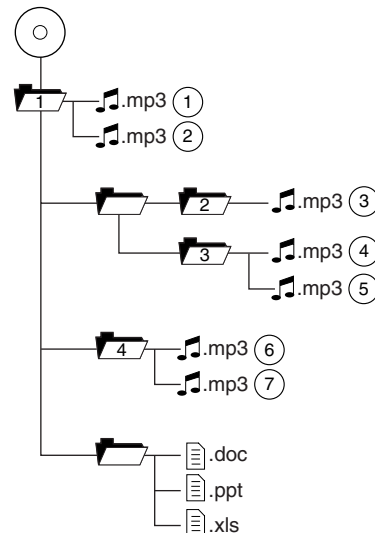 1 .mp3 1
.mp3 2
2 .mp3 3
3 .mp3 4
.mp3 5
4 .mp3 6
.mp3 7
.doc
.ppt
.xls